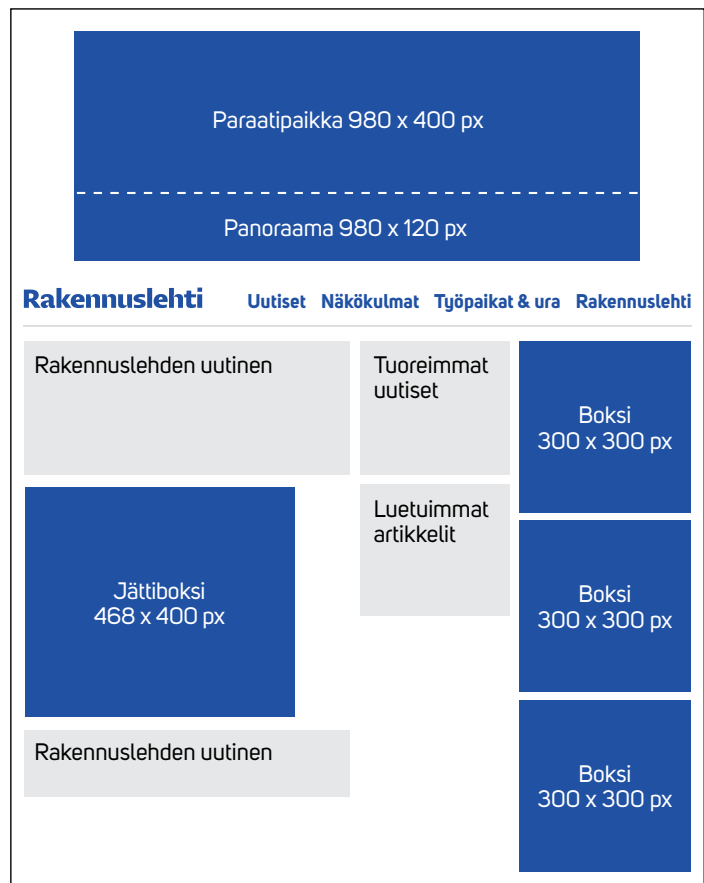 Paraatipaikka 980 x 400 px
Panoraama 980 x 120 px
Rakennuslehti
Uutiset Näkökulmat Työpaikat & ura Rakennuslehti
Rakennuslehden uutinen
Tuoreimmat
uutiset
Boksi
300 x 300 px
Jättiboksi
468 x 400 px
Luetuimmat
artikkelit
Boksi
300 x 300 px
Rakennuslehden uutinen
Boksi
300 x 300 px